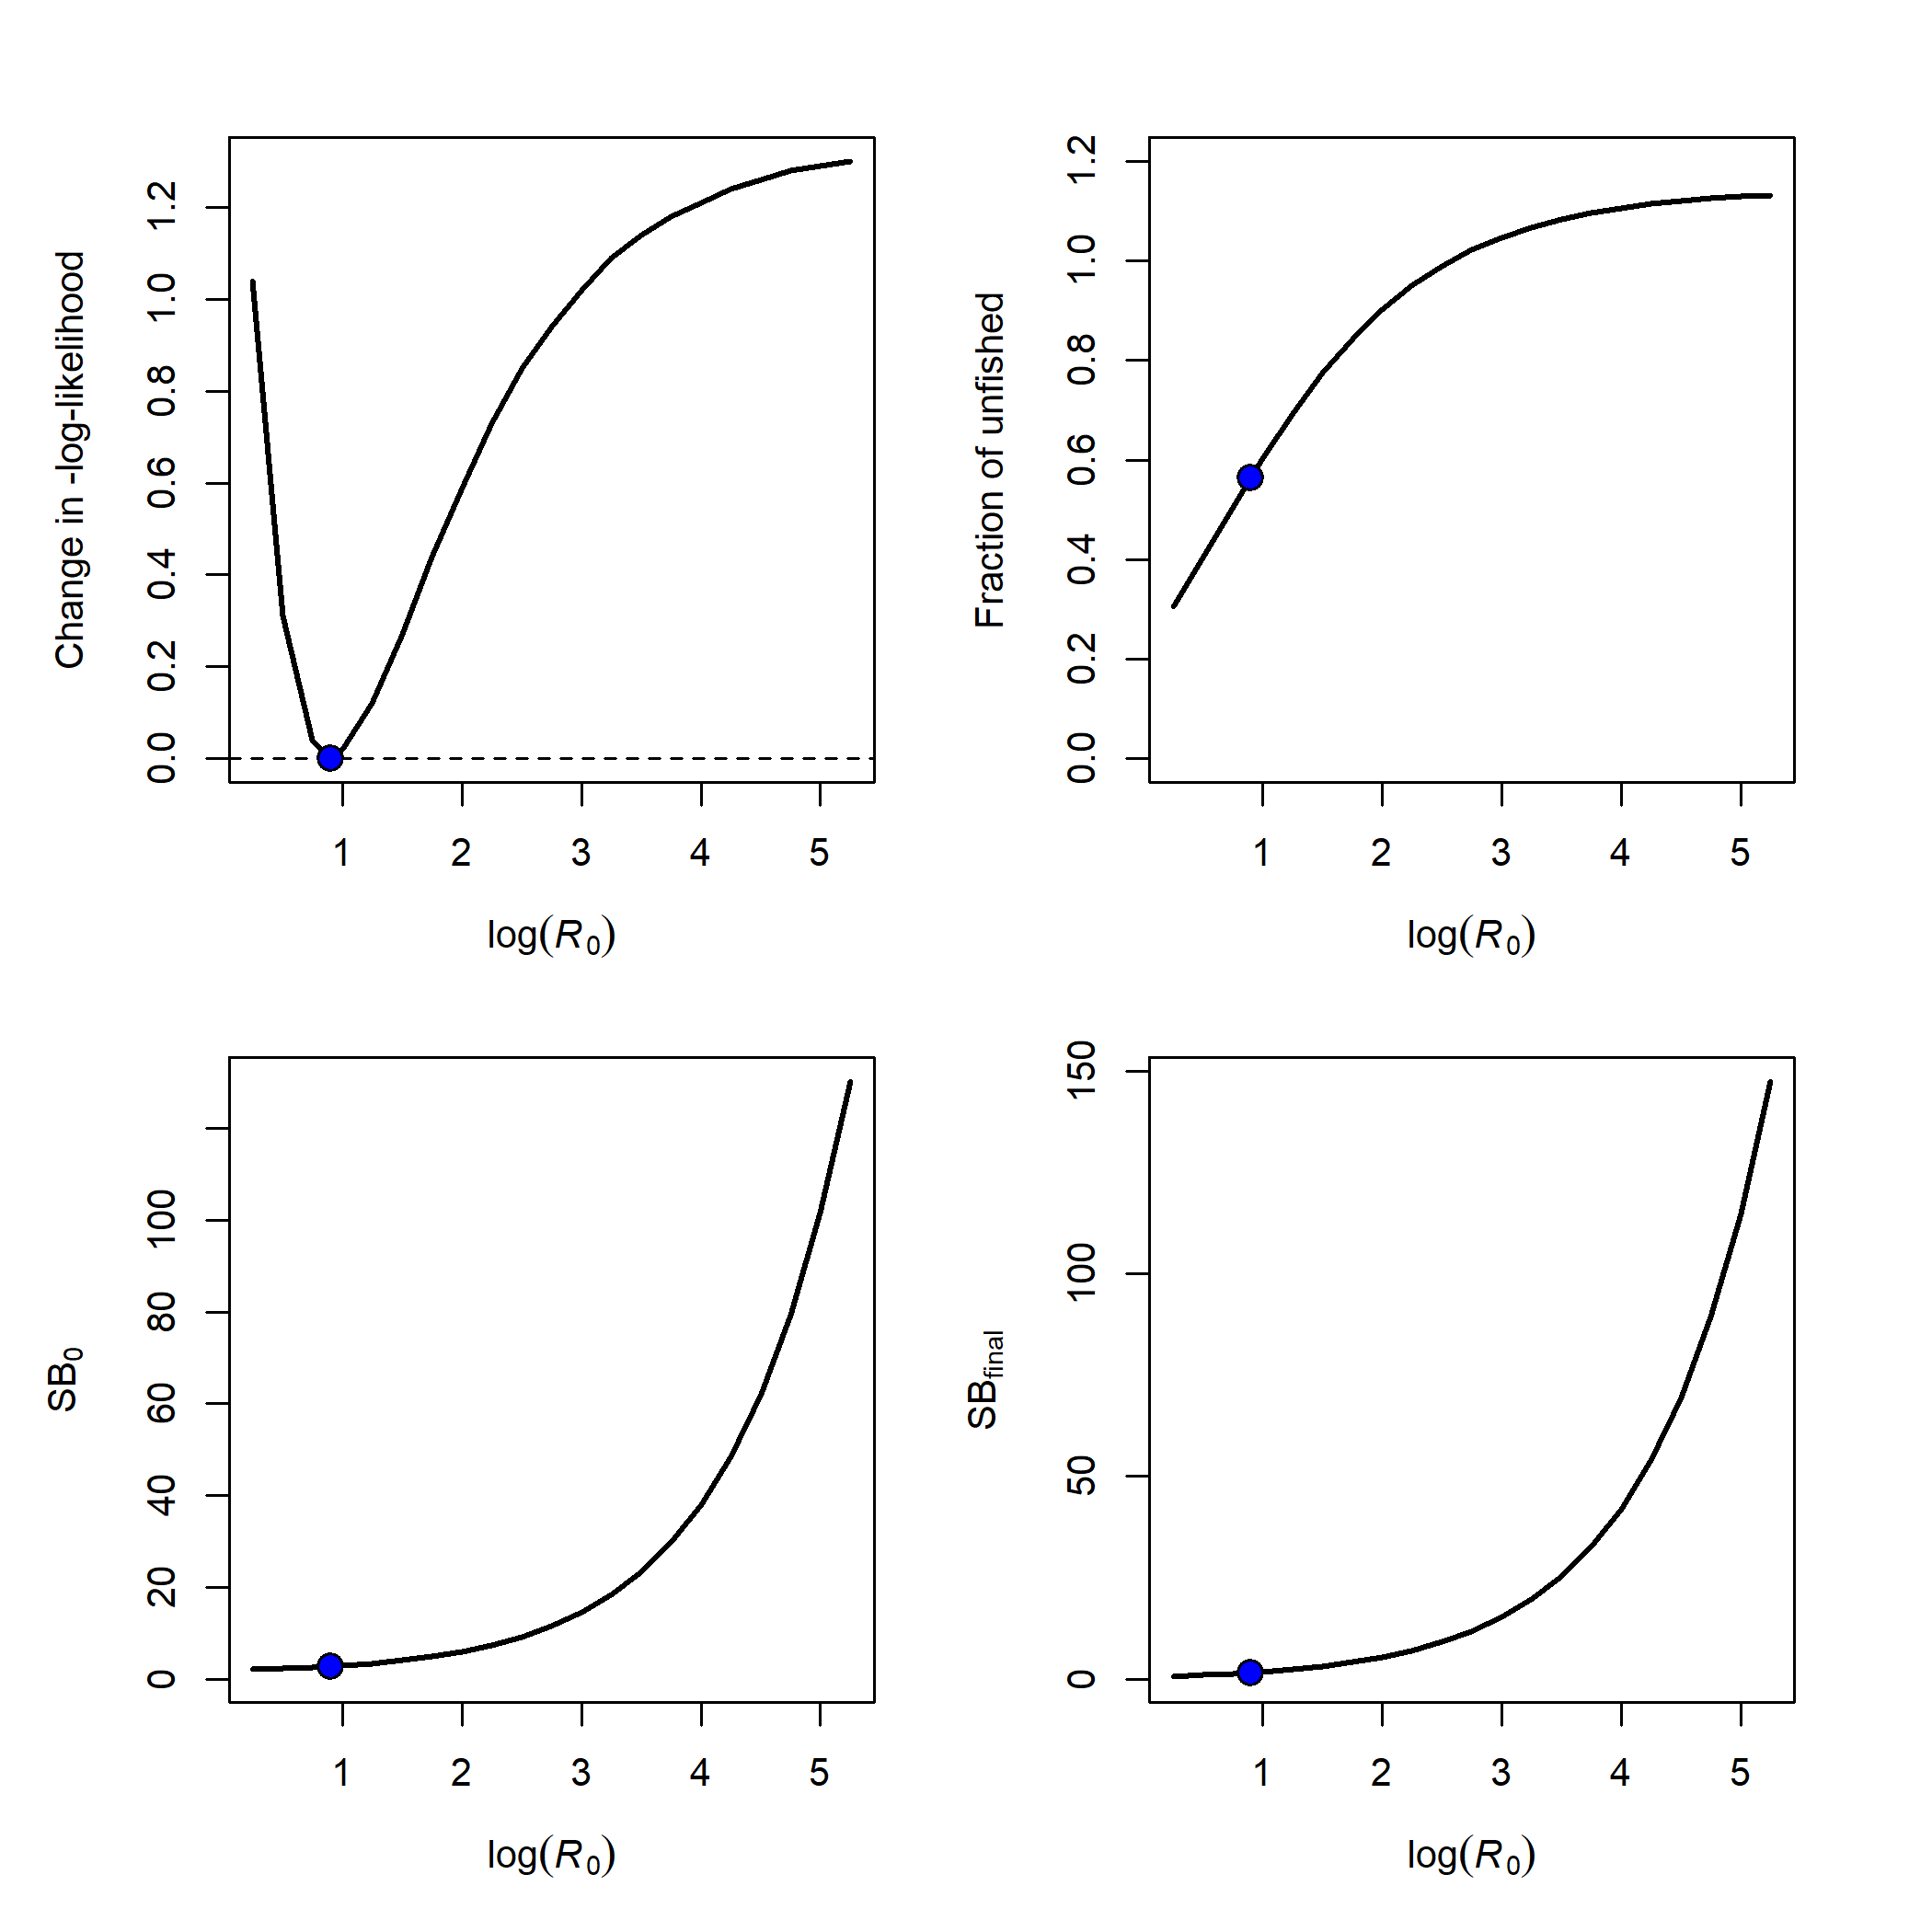 Change in -log-likelihood
0.0 0.2 0.4 0.6 0.8 1.0 1.2
1 2 3 4 5
log(R0)
Fraction of unfished
0.0 0.2 0.4 0.6 0.8 1.0 1.2
1 2 3 4 5
log(R0)
SB0
0 20 40 60 80 100
1 2 3 4 5
log(R0)
SBfinal
0 50 100 150
1 2 3 4 5
log(R0)